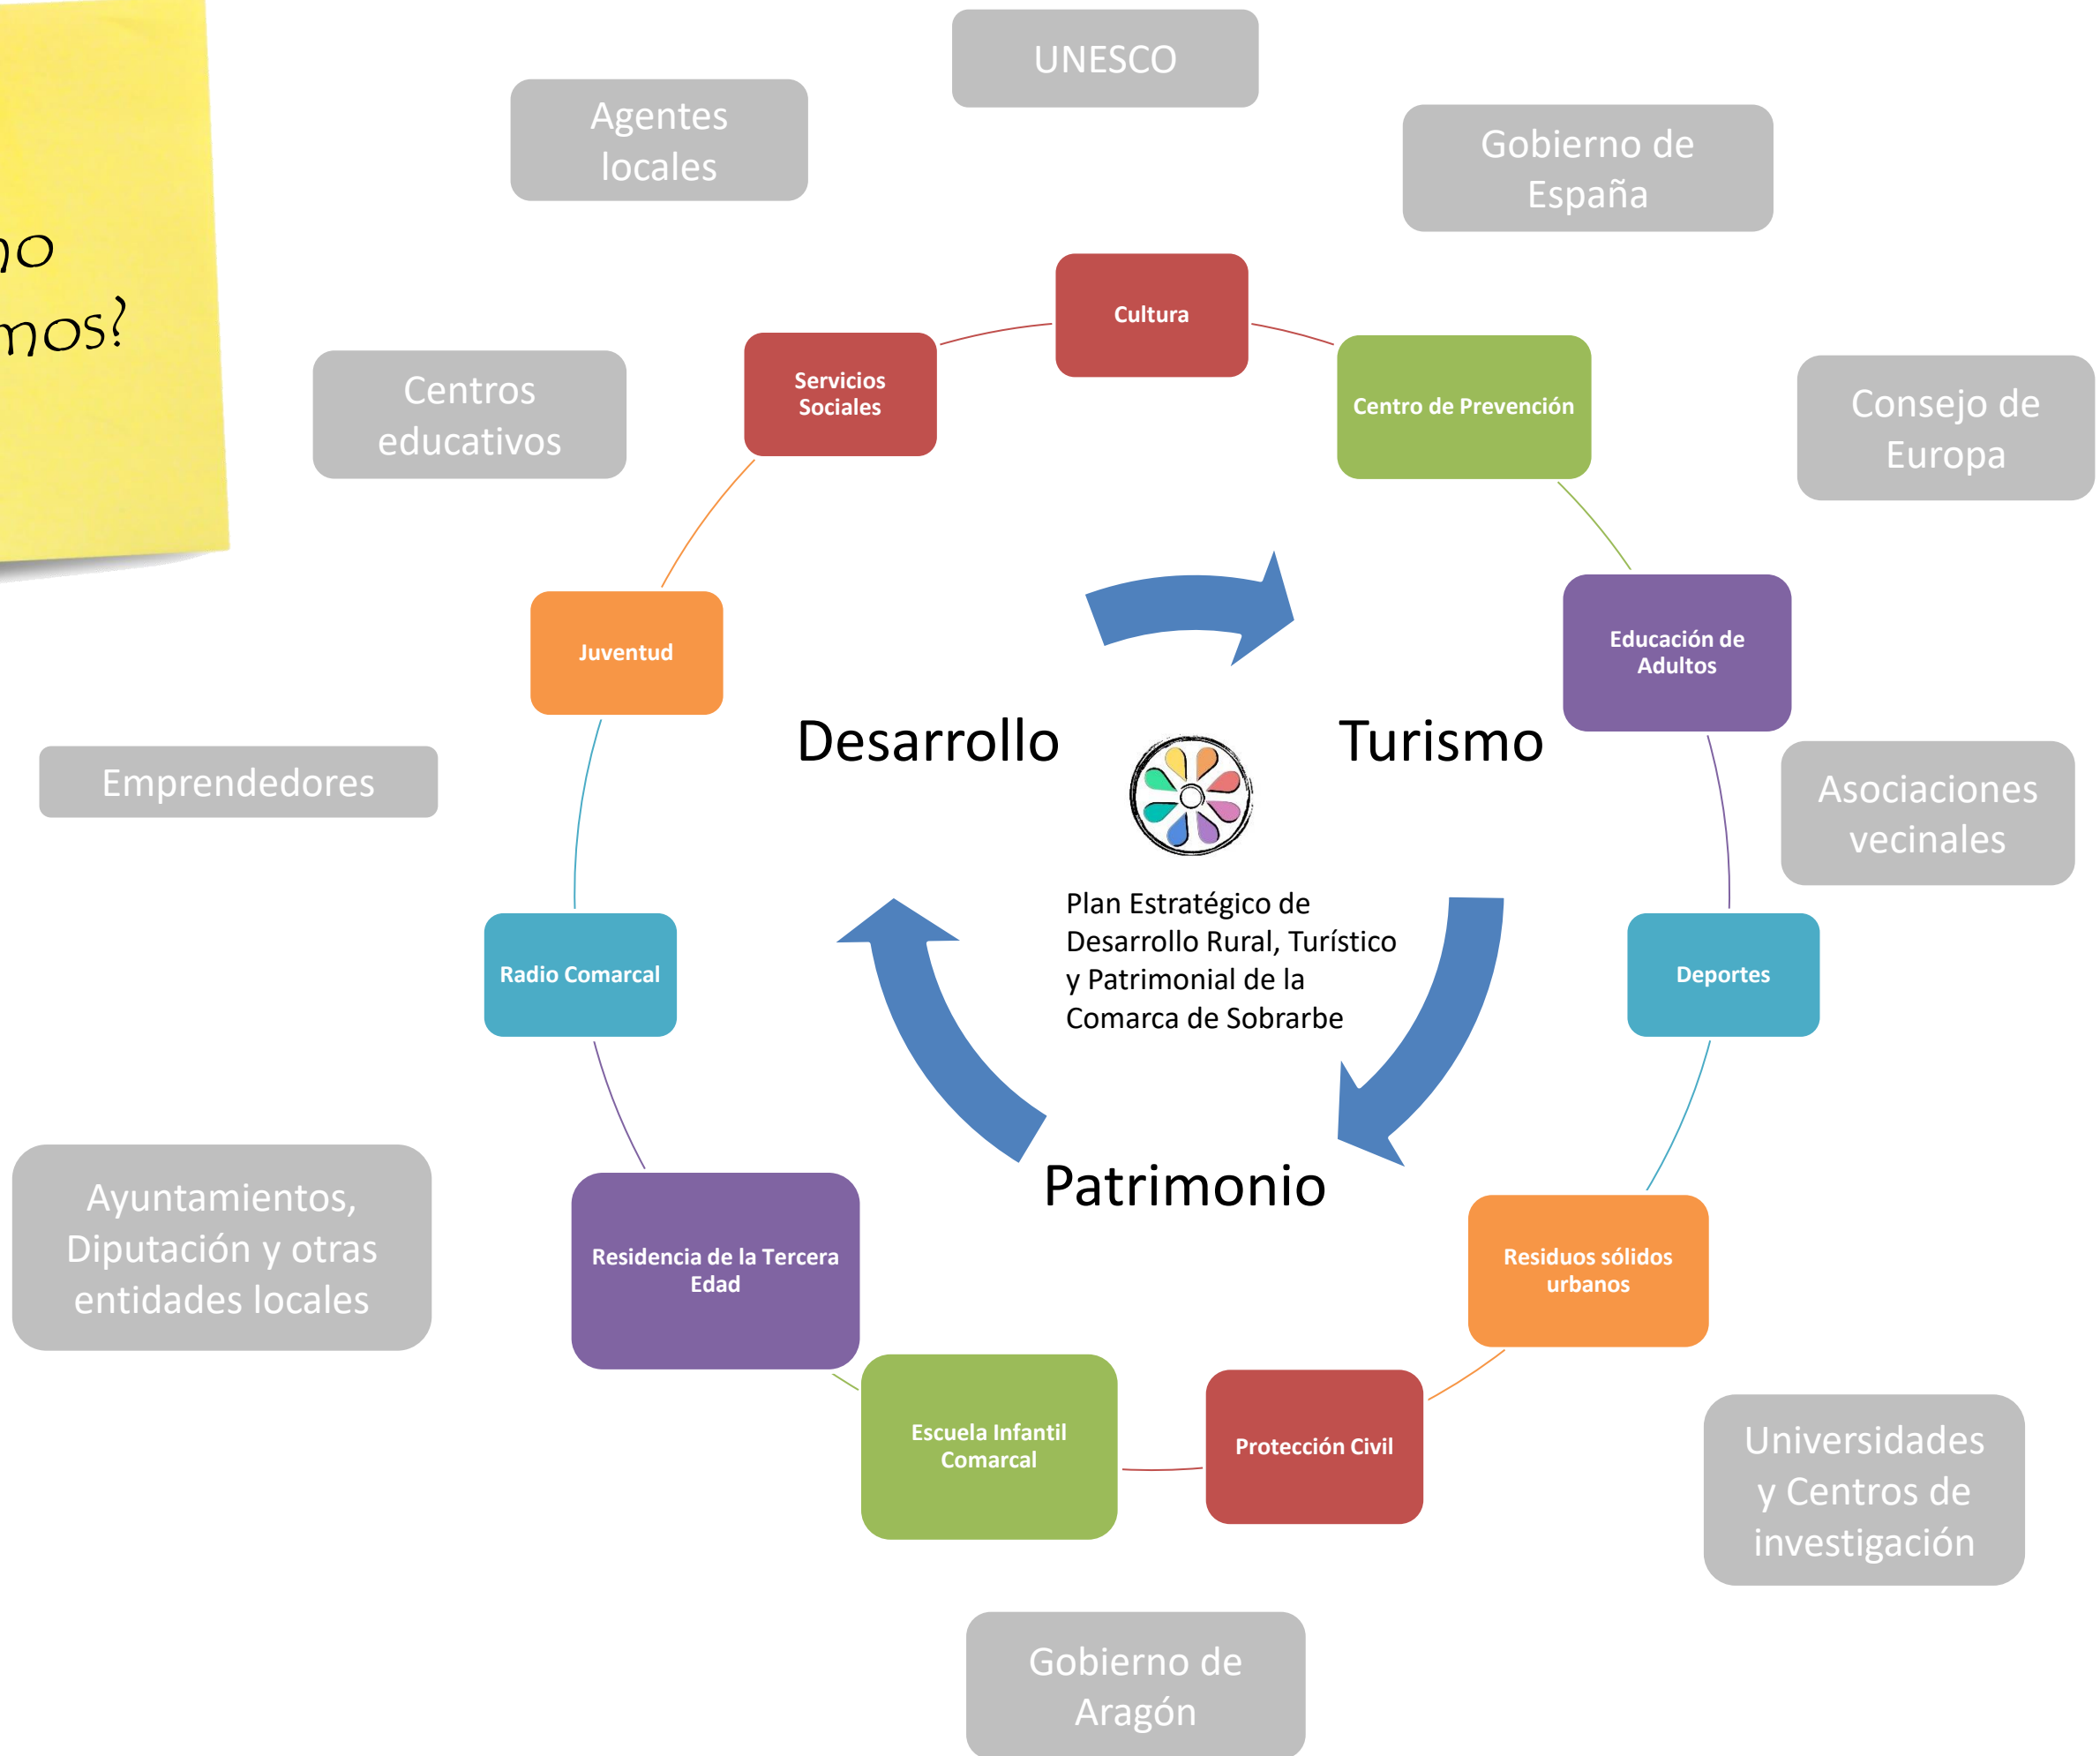 UNESCO
Agentes
locales
Gobierno de
España
Cultura
Servicios
Sociales
Centro de Prevención
Centros
educativos
Consejo de
Europa
Juventud
Educación de
Adultos
Desarrollo
Turismo
Emprendedores
Asociaciones
vecinales
Plan Estratégico de
Desarrollo Rural, Turístico
y Patrimonial de la
Comarca de Sobrarbe
Radio Comarcal
Deportes
Patrimonio
Ayuntamientos,
Diputación y otras
entidades locales
Residencia de la Tercera
Edad
Residuos sólidos
urbanos
Escuela Infantil
Comarcal
Protección Civil
Universidades
y Centros de
investigación
Gobierno de
Aragón